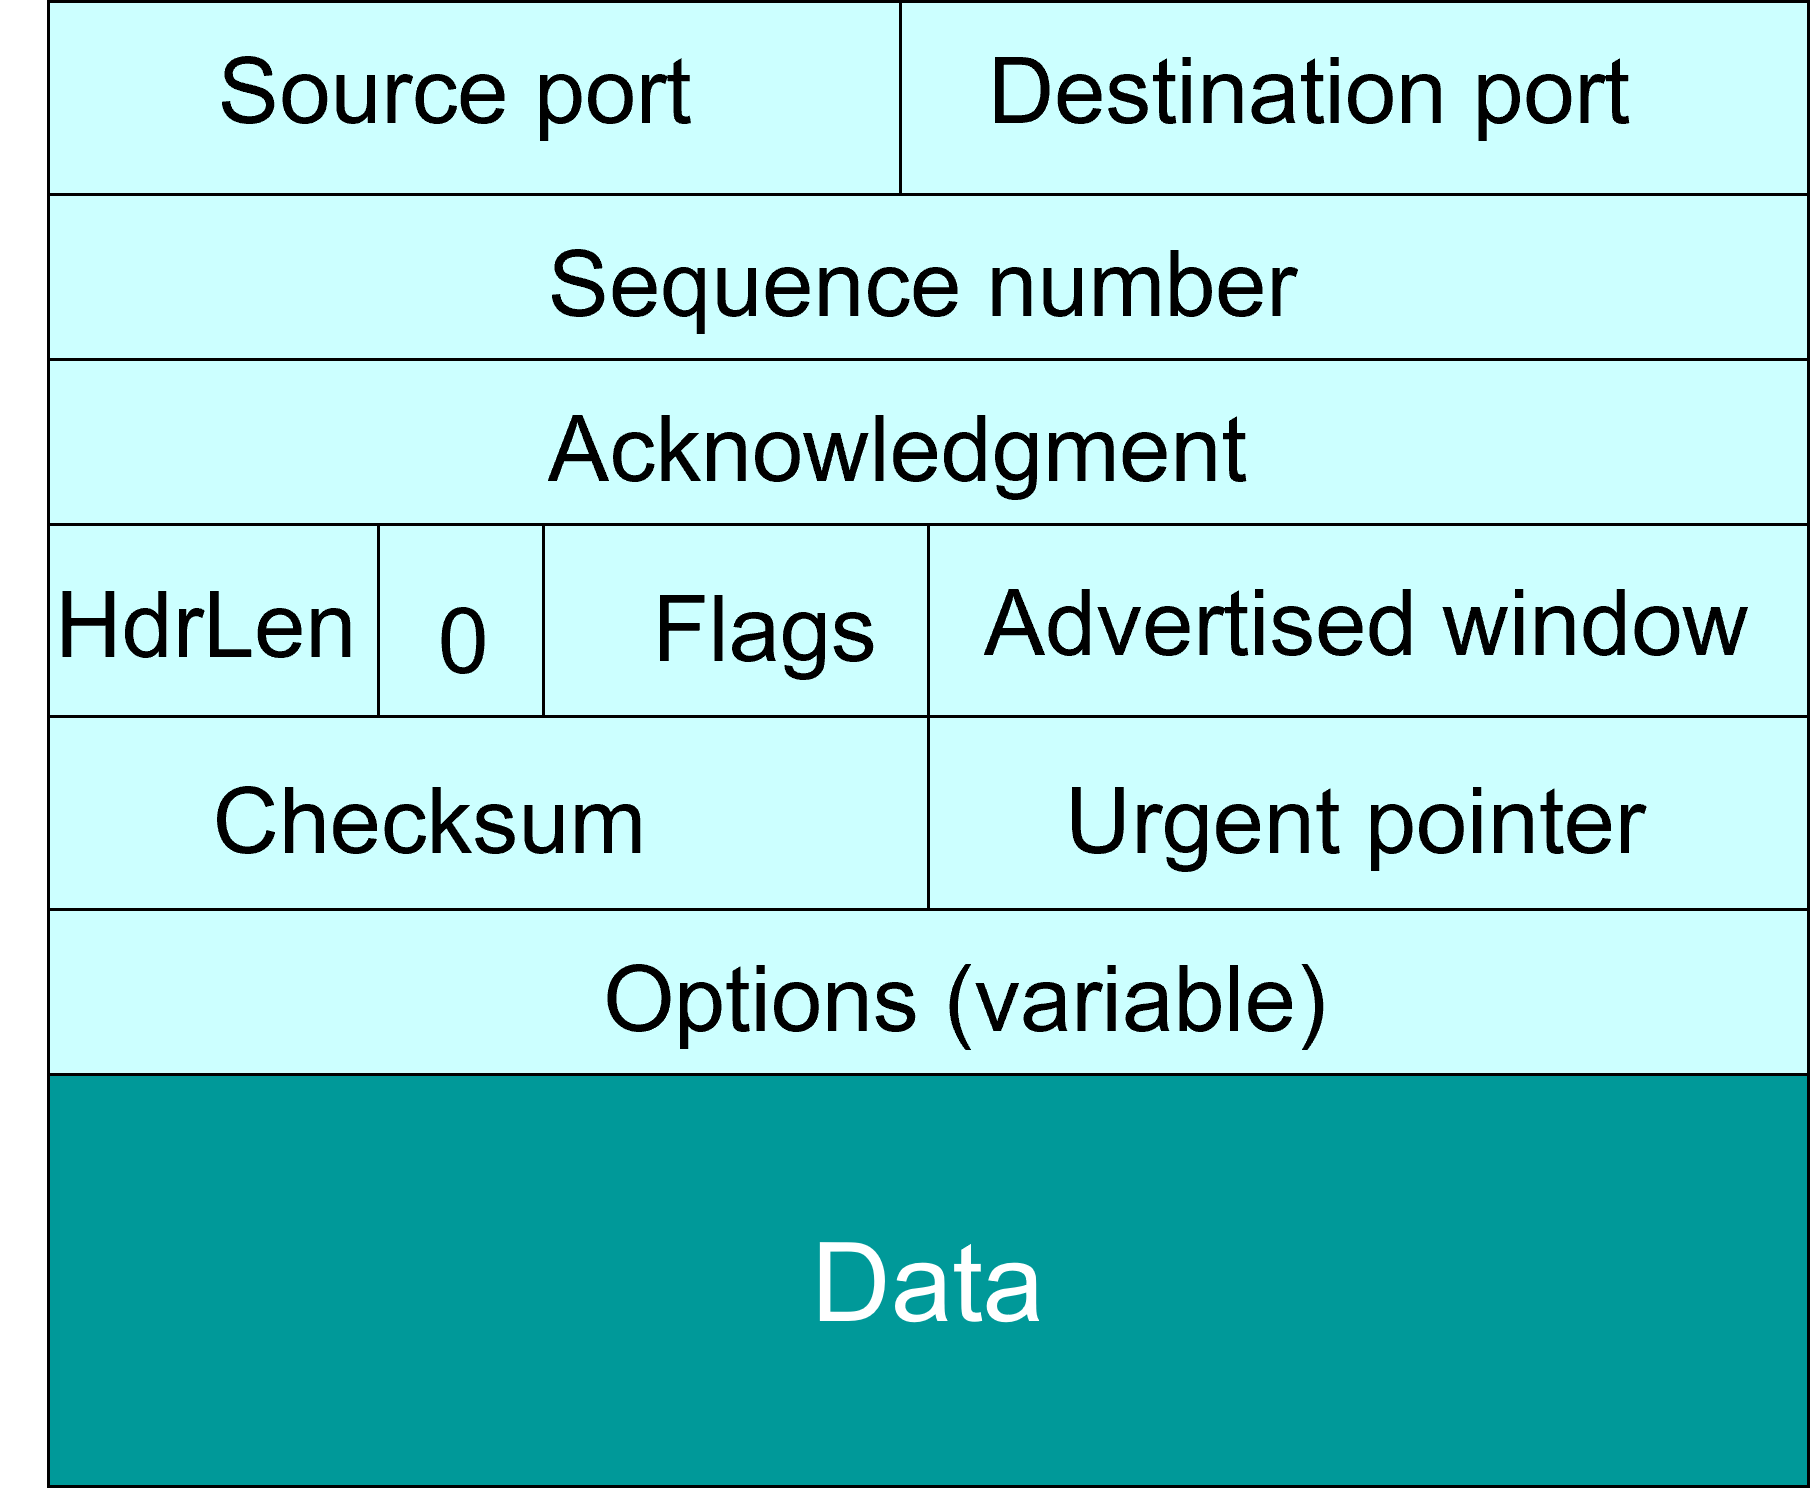 Source port
Destination port
Sequence number
Acknowledgment
HdrLen
0
Flags
Advertised window
Checksum
Urgent pointer
Options (variable)
Data